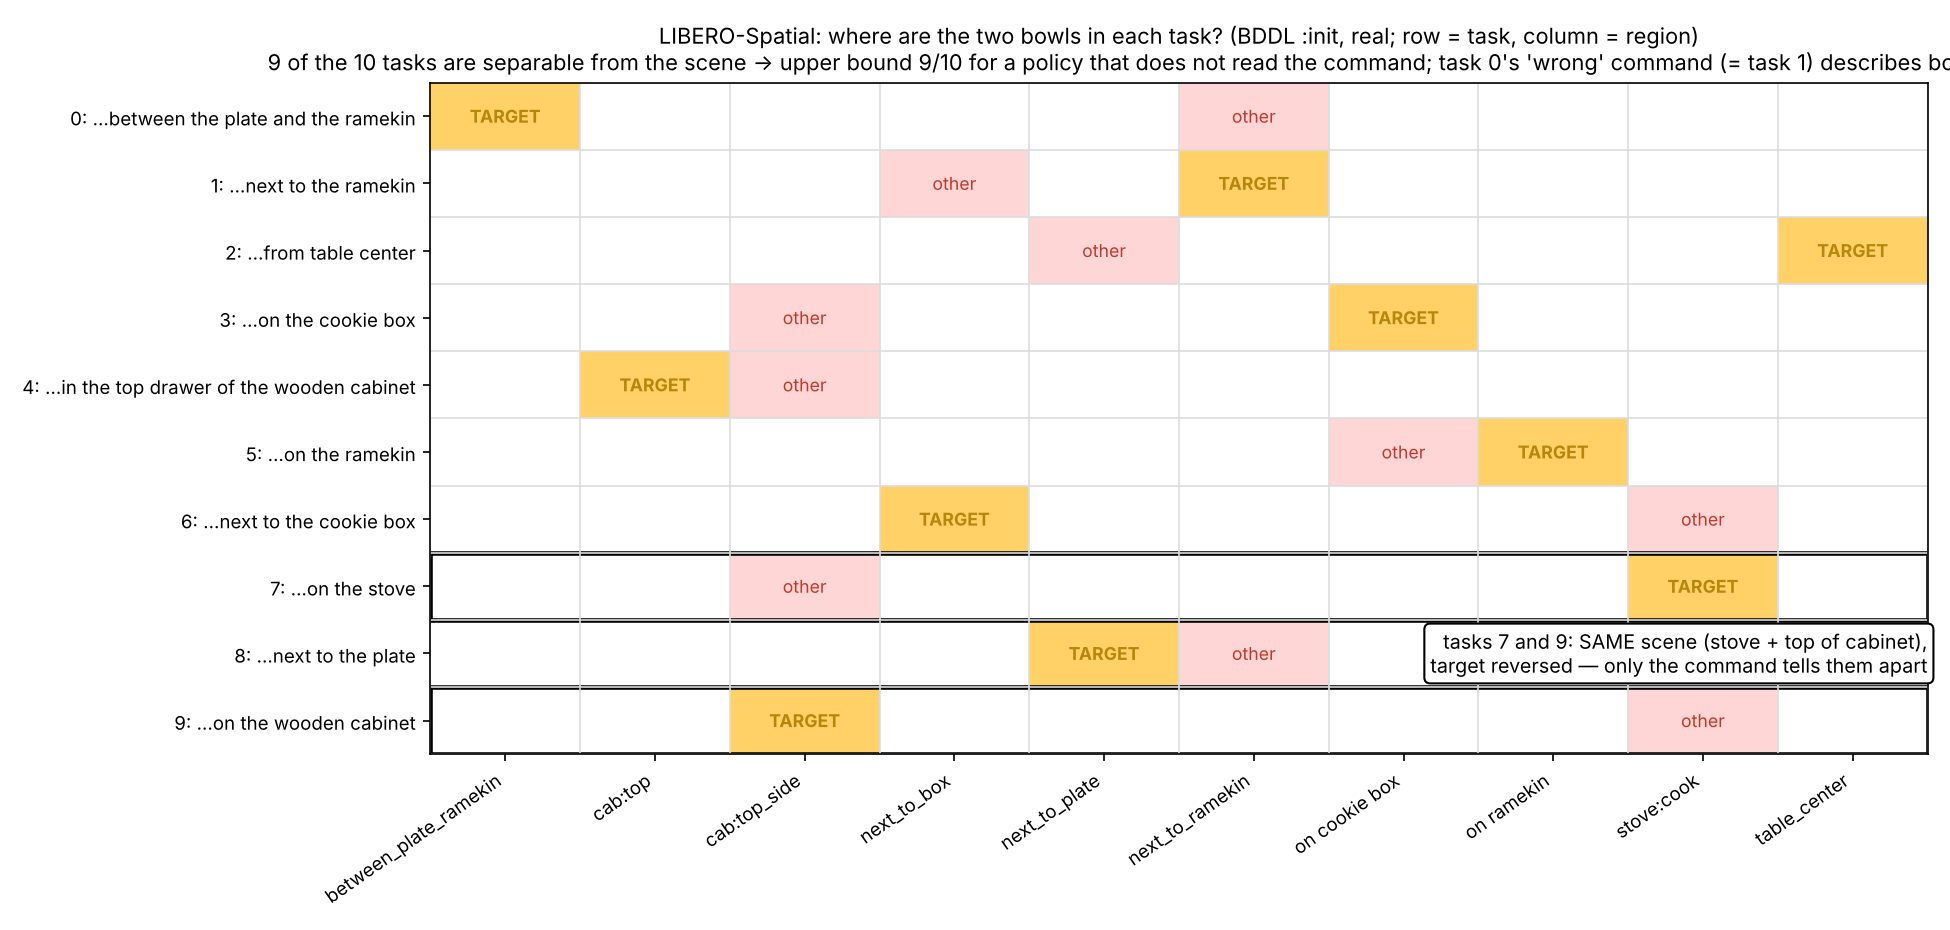 LIBERO-Spatial: where are the two bowls in each task? (BDDL :init, real; row = task, column = region)
9 of the 10 tasks are separable from the scene → upper bound 9/10 for a policy that does not read the command; task 0's 'wrong' command (= task 1) describes
0: ...between the plate and the ramekin
TARGET
other
1: ...next to the ramekin
other
TARGET
2: ...from table center
other
TARGET
3: ...on the cookie box
other
TARGET
4: ...in the top drawer of the wooden cabinet
TARGET
other
5: ...on the ramekin
other
TARGET
6: ...next to the cookie box
TARGET
other
7: ...on the stove
other
TARGET
8: ...next to the plate
TARGET
other
tasks 7 and 9: SAME scene (stove + top of cabinet),
target reversed — only the command tells them apart
9: ...on the wooden cabinet
TARGET
other
between_plate_ramekin
cab:top
cab:top_side
next_to_box
next_to_plate
next_to_ramekin
on cookie box
on ramekin
stove:cook
table_center